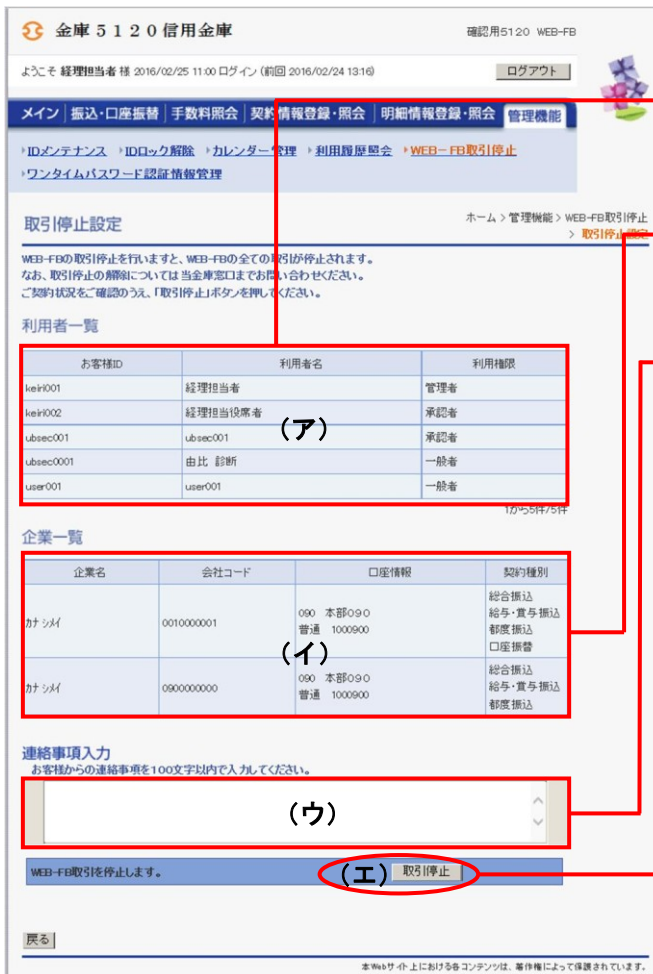 金庫５１２０信用金庫
確認用5120 WEB-FB
ようこそ 経理担当者 様 2016/02/25 11:00 ログイン (前回 2016/02/24 13:16)
ログアウト
メイン 振込・口座振替 手数料照会 契約情報登録・照会 明細情報登録・照会 管理機能
IDメンテナンス IDロック解除 カレンダー管理 利用履歴照会 WEB-FB取引停止
ワンタイムパスワード認証情報管理
取引停止設定
ホーム > 管理機能 > WEB-FB取引停止
> 取引停止設定
WEB-FBの取引停止を行いますと、WEB-FBの全ての取引が停止されます。
なお、取引停止の解除については当金庫窓口までお問い合わせください。
ご契約状況をご確認のうえ、「取引停止」ボタンを押してください。
利用者一覧
お客様ID 利用者名 利用権限
keiri001 経理担当者 管理者
keiri002 経理担当役席者 承認者
（ア）
ubsec001 ubsec001 承認者
ubsec0001 由比 診断 一般者
user001 user001 一般者
1から5件/5件
企業一覧
企業名 会社コード 口座情報 契約種別
カナ シメイ 0010000001 090 本部０９０
普通 1000900
総合振込
給与・賞与振込
都度振込
口座振替
（イ）
カナ シメイ 0900000000 090 本部０９０
普通 1000900
総合振込
給与・賞与振込
都度振込
連絡事項入力
お客様からの連絡事項を100文字以内で入力してください。
（ウ）
WEB-FB取引を停止します。
（エ） 取引停止
戻る
本Webサイト上における各コンテンツは、著作権によって保護されています。